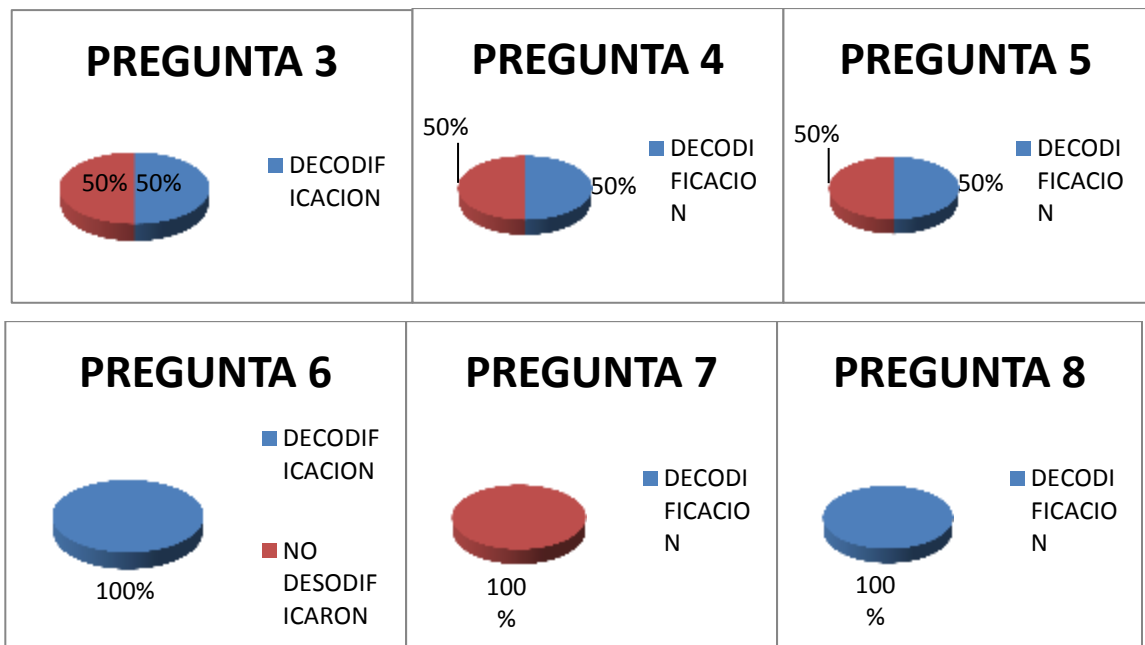 PREGUNTA 3
50%
50%
DECODIF
ICACION
PREGUNTA 4
50%
50%
DECODI
FICACIO
N
PREGUNTA 5
50%
50%
DECODI
FICACIO
N
PREGUNTA 6
100%
DECODIF
ICACION
NO
DESODIF
ICARON
PREGUNTA 7
100
%
DECODI
FICACIO
N
PREGUNTA 8
100
%
DECODI
FICACIO
N